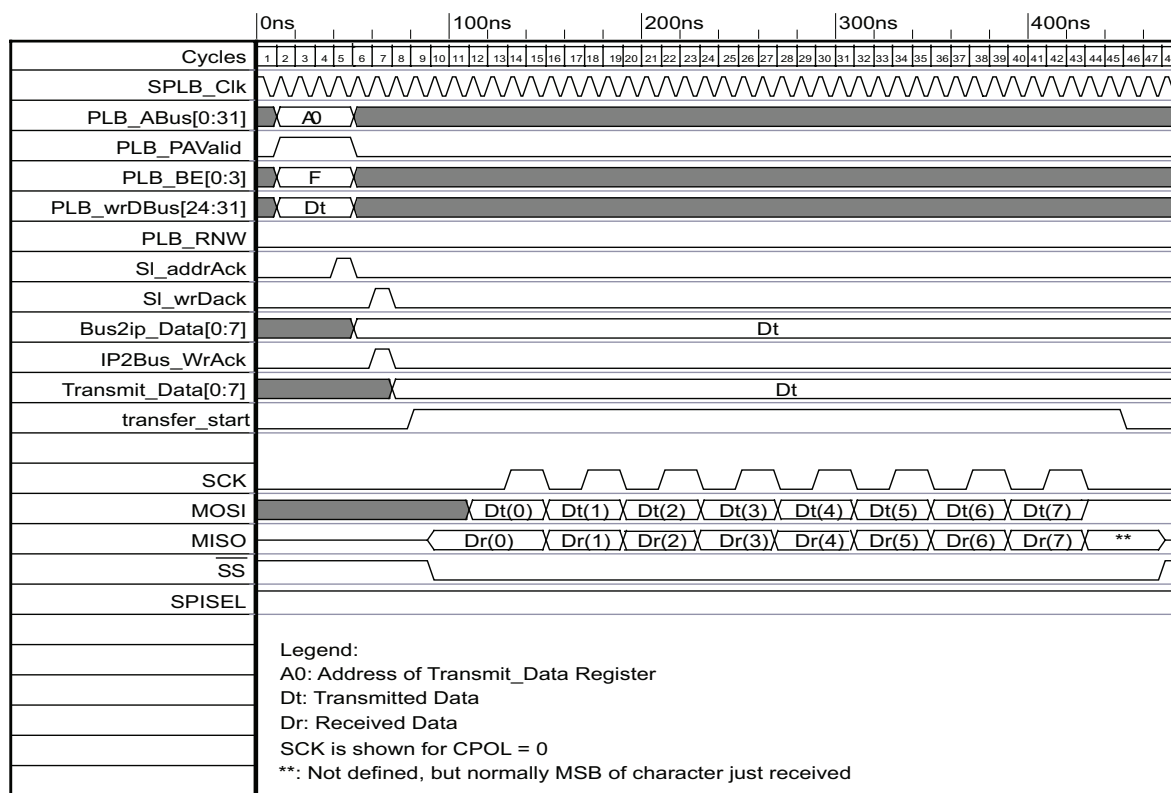 0ns 100ns 200ns 300ns 400ns
Cycles 1 2 3 4 5 6 7 8 9 10 11 12 13 14 15 16 17 18 19 20 21 22 23 24 25 26 27 28 29 30 31 32 33 34 35 36 37 38 39 40 41 42 43 44 45 46 47 4
SPLB_Clk
PLB_ABus[0:31] A0
PLB_PAValid
PLB_BE[0:3] F
PLB_wrDBus[24:31] Dt
PLB_RNW
Sl_addrAck
Sl_wrDack
Bus2ip_Data[0:7] Dt
IP2Bus_WrAck
Transmit_Data[0:7] Dt
transfer_start
SCK
MOSI Dt(0) Dt(1) Dt(2) Dt(3) Dt(4) Dt(5) Dt(6) Dt(7)
MISO Dr(0) Dr(1) Dr(2) Dr(3) Dr(4) Dr(5) Dr(6) Dr(7) **
SS
SPISEL
Legend:
A0: Address of Transmit_Data Register
Dt: Transmitted Data
Dr: Received Data
SCK is shown for CPOL = 0
**: Not defined, but normally MSB of character just received